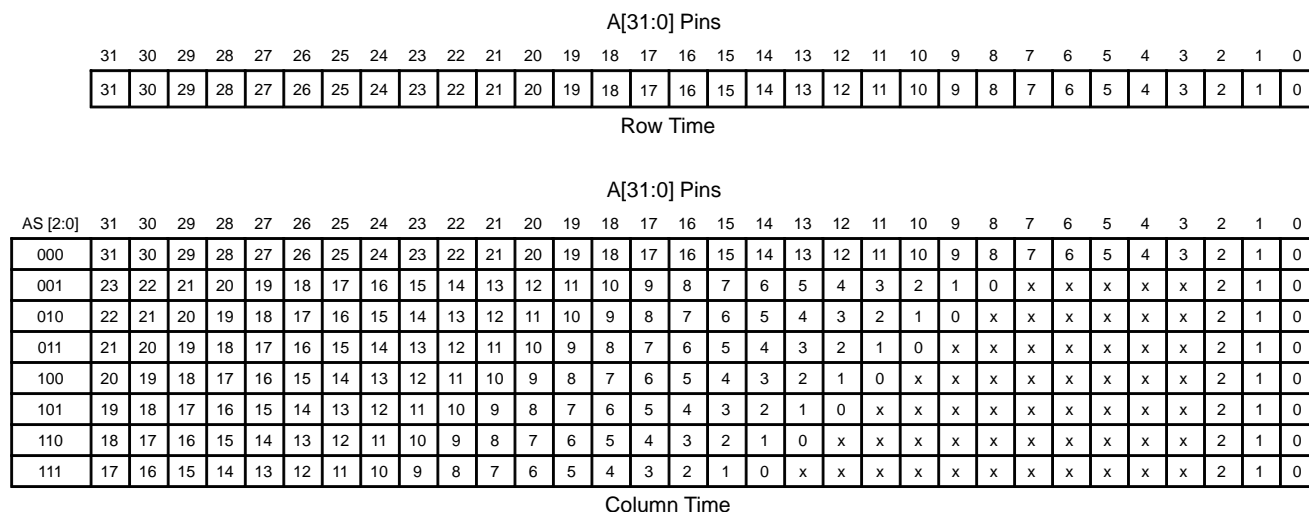 A[31:0] Pins
31 30 29 28 27 26 25 24 23 22 21 20 19 18 17 16 15 14 13 12 11 10 9 8 7 6 5 4 3 2 1 0
31 30 29 28 27 26 25 24 23 22 21 20 19 18 17 16 15 14 13 12 11 10 9 8 7 6 5 4 3 2 1 0
Row Time
A[31:0] Pins
AS [2:0] 31 30 29 28 27 26 25 24 23 22 21 20 19 18 17 16 15 14 13 12 11 10 9 8 7 6 5 4 3 2 1 0
000 31 30 29 28 27 26 25 24 23 22 21 20 19 18 17 16 15 14 13 12 11 10 9 8 7 6 5 4 3 2 1 0
001 23 22 21 20 19 18 17 16 15 14 13 12 11 10 9 8 7 6 5 4 3 2 1 0 x x x x x 2 1 0
010 22 21 20 19 18 17 16 15 14 13 12 11 10 9 8 7 6 5 4 3 2 1 0 x x x x x x 2 1 0
011 21 20 19 18 17 16 15 14 13 12 11 10 9 8 7 6 5 4 3 2 1 0 x x x x x x x 2 1 0
100 20 19 18 17 16 15 14 13 12 11 10 9 8 7 6 5 4 3 2 1 0 x x x x x x x x 2 1 0
101 19 18 17 16 15 14 13 12 11 10 9 8 7 6 5 4 3 2 1 0 x x x x x x x x x 2 1 0
110 18 17 16 15 14 13 12 11 10 9 8 7 6 5 4 3 2 1 0 x x x x x x x x x x 2 1 0
111 17 16 15 14 13 12 11 10 9 8 7 6 5 4 3 2 1 0 x x x x x x x x x x x 2 1 0
Column Time